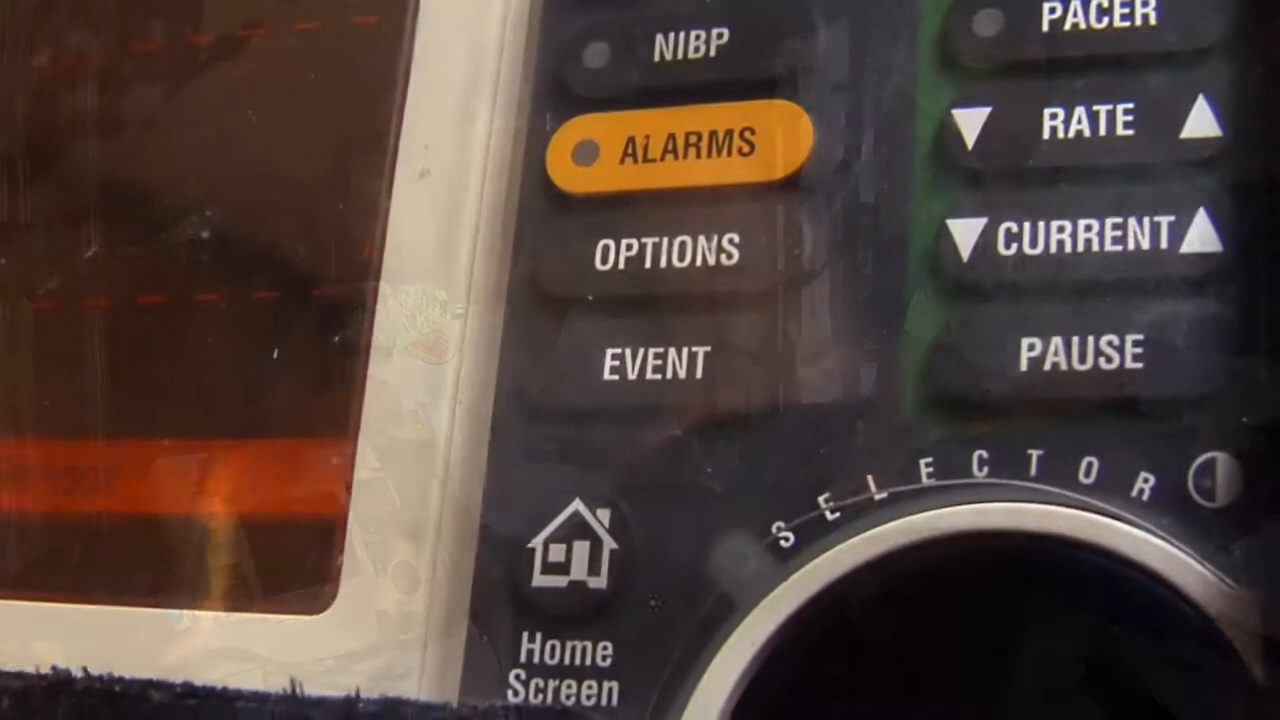 NIBP
ALARMS
OPTIONS
EVENT
PACER
RATE
CURRENT
PAUSE
SELECTOR
Home
Screen